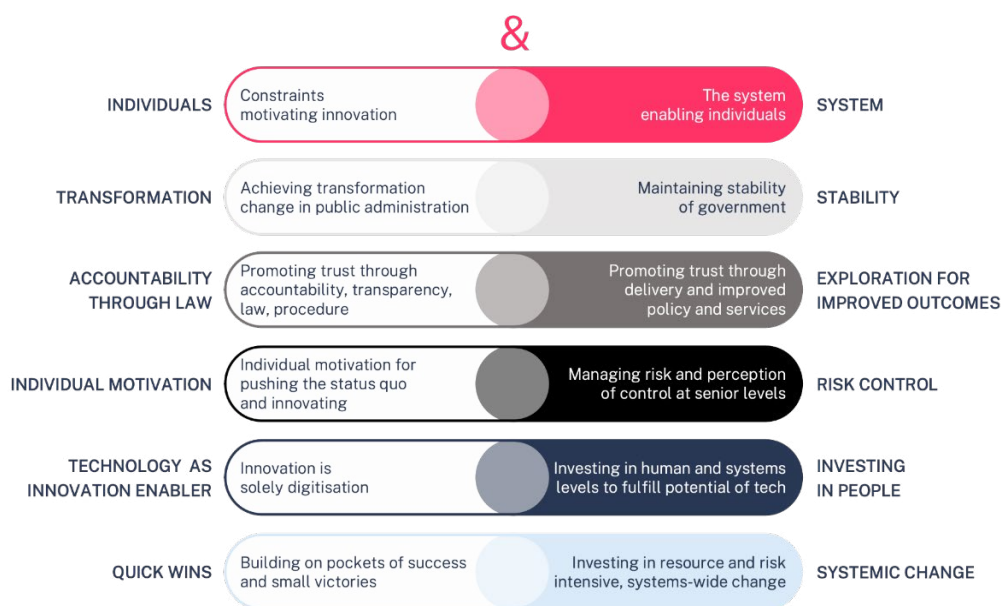 &
INDIVIDUALS
Constraints
motivating innovation
The system
enabling individuals
SYSTEM
TRANSFORMATION
Achieving transformation
change in public administration
Maintaining stability
of government
STABILITY
ACCOUNTABILITY
THROUGH LAW
Promoting trust through
accountability, transparency,
law, procedure
Promoting trust through
delivery and improved
policy and services
EXPLORATION FOR
IMPROVED OUTCOMES
INDIVIDUAL MOTIVATION
Individual motivation for
pushing the status quo
and innovating
Managing risk and perception
of control at senior levels
RISK CONTROL
TECHNOLOGY AS
INNOVATION ENABLER
Innovation is
solely digitisation
Investing in human and systems
levels to fulfill potential of tech
INVESTING
IN PEOPLE
QUICK WINS
Building on pockets of success
and small victories
Investing in resource and risk
intensive, systems-wide change
SYSTEMIC CHANGE